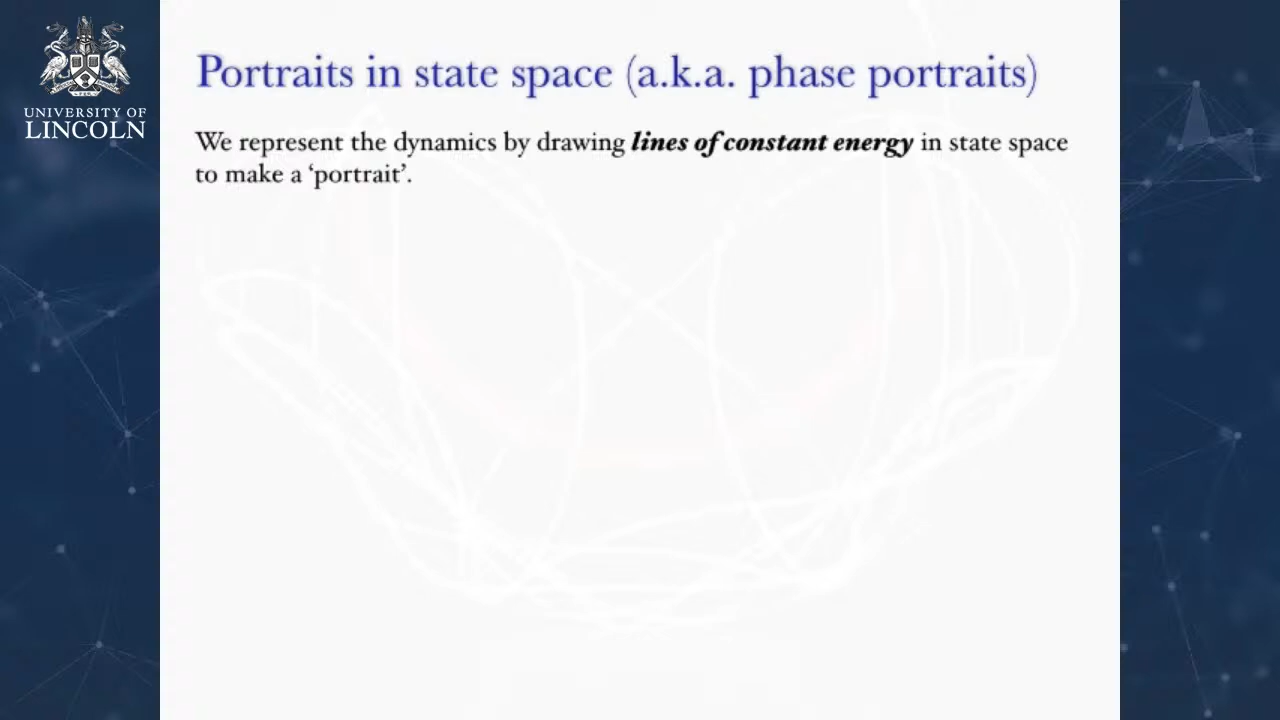 UNIVERSITY OF
LINCOLN
Portraits in state space (a.k.a. phase portraits)
We represent the dynamics by drawing lines of constant energy in state space
to make a ‘portrait’.